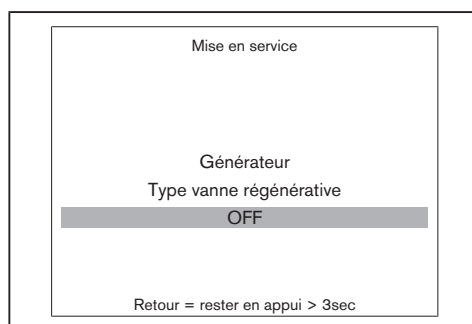 Mise en service
Générateur
Type vanne régénérative
OFF
Retour = rester en appui > 3sec